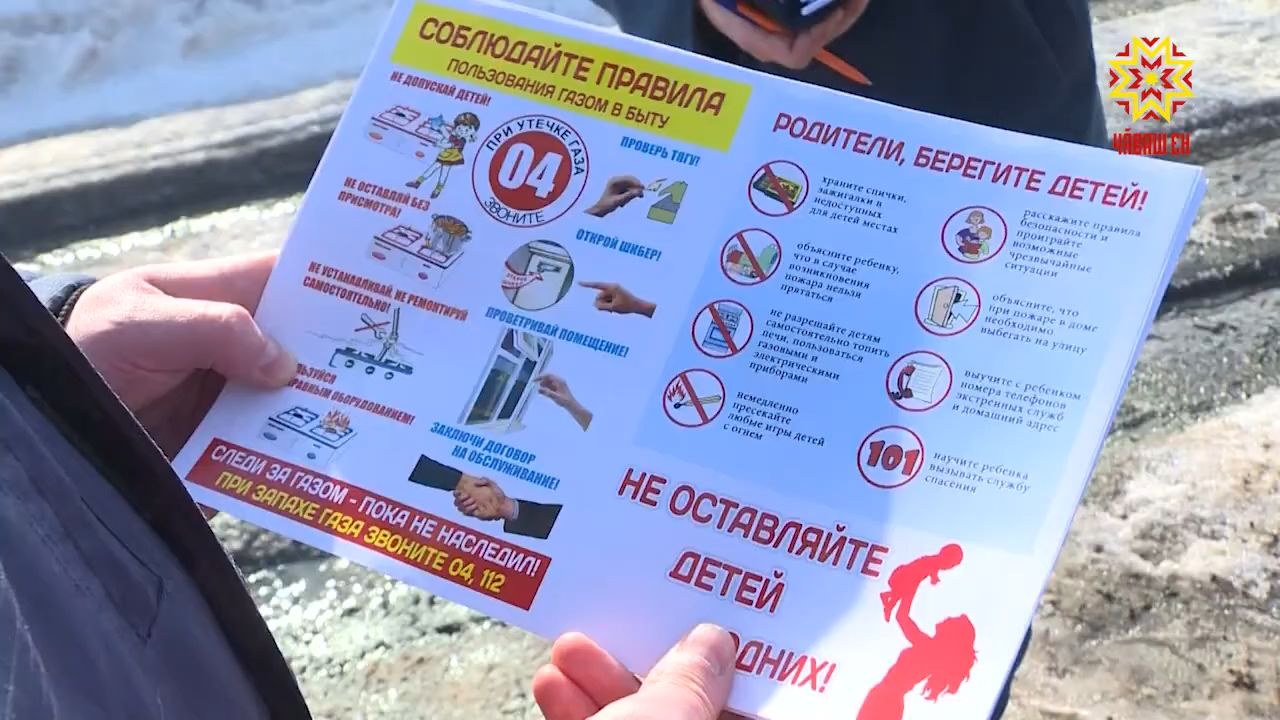 СОБЛЮДАЙТЕ ПРАВИЛА
ПОЛЬЗОВАНИЯ ГАЗОМ В БЫТУ
НЕ ДОПУСКАЙ ДЕТЕЙ!
ПРИ УТЕЧКЕ ГАЗА
04
ЗВОНИТЕ
ПРОВЕРЬ ТЯГУ!
НЕ ОСТАВЛЯЙ БЕЗ
ПРИСМОТРА!
ОТКРОЙ ШИБЕР!
НЕ УСТАНАВЛИВАЙ, НЕ РЕМОНТИРУЙ
САМОСТОЯТЕЛЬНО!
ПРОВЕТРИВАЙ ПОМЕЩЕНИЕ!
ОБОРУДОВАНИЕМ!
ЗАКЛЮЧИ ДОГОВОР
НА ОБСЛУЖИВАНИЕ!
СЛЕДИ ЗА ГАЗОМ - ПОКА НЕ НАСЛЕДИЛ!
ПРИ ЗАПАХЕ ГАЗА ЗВОНИТЕ 04, 112
РОДИТЕЛИ, БЕРЕГИТЕ ДЕТЕЙ!
храните спички,
зажигалки в
недоступных
для детей местах
объясните ребенку,
что в случае
возникновения
пожара нельзя
прятаться
не разрешайте детям
самостоятельно топить
печи, пользоваться
газовыми и
электрическими
приборами
немедленно
пресекайте
любые игры детей
с огнем
расскажите правила
безопасности и
проиграйте
возможные
чрезвычайные
ситуации
объясните, что
при пожаре в доме
необходимо
выбегать на улицу
выучите с ребенком
номера телефонов
экстренных служб
и домашний адрес
101
научите ребенка
вызывать службу
спасения
НЕ ОСТАВЛЯЙТЕ
ДЕТЕЙ
ОДНИХ!
ЧӐВАШ ЕН